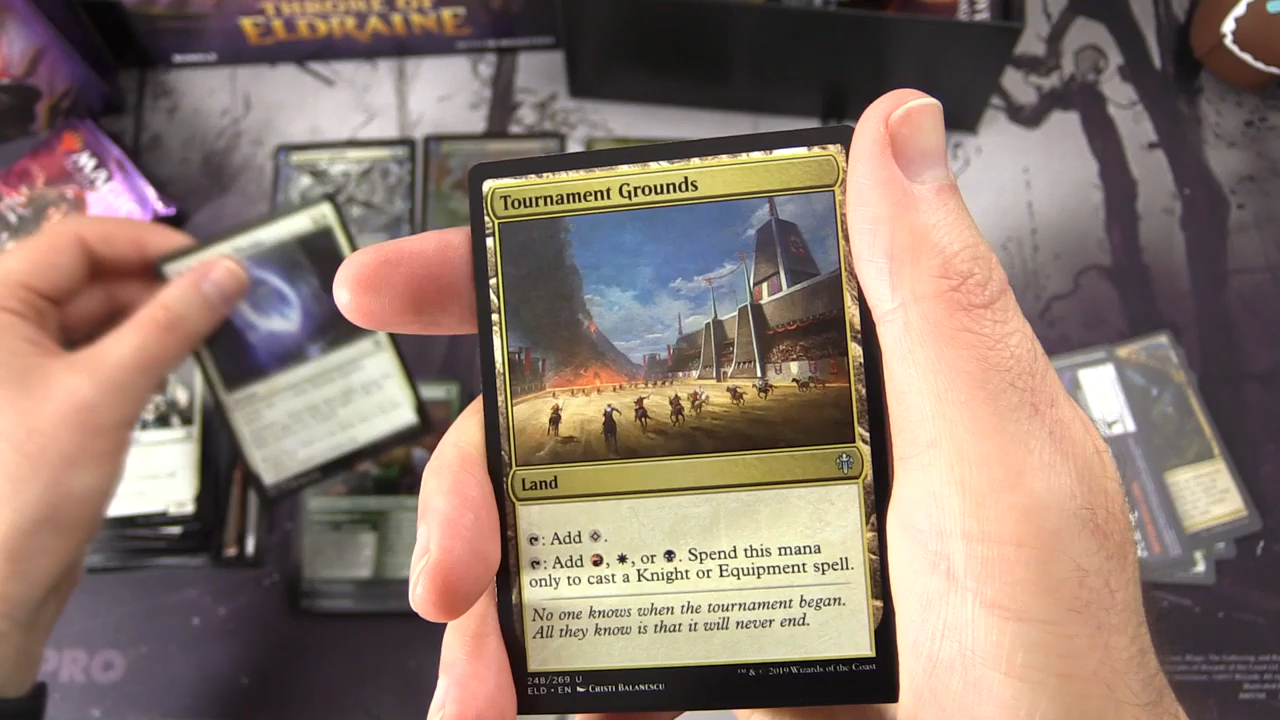 THRONE OF
ELDRAINE
Tournament Grounds
Land
: Add .
: Add , , or . Spend this mana
only to cast a Knight or Equipment spell.
No one knows when the tournament began.
All they know is that it will never end.
248/269 U
ELD • EN CRISTI BALANESCU
™ & © 2019 Wizards of the Coast
PRO